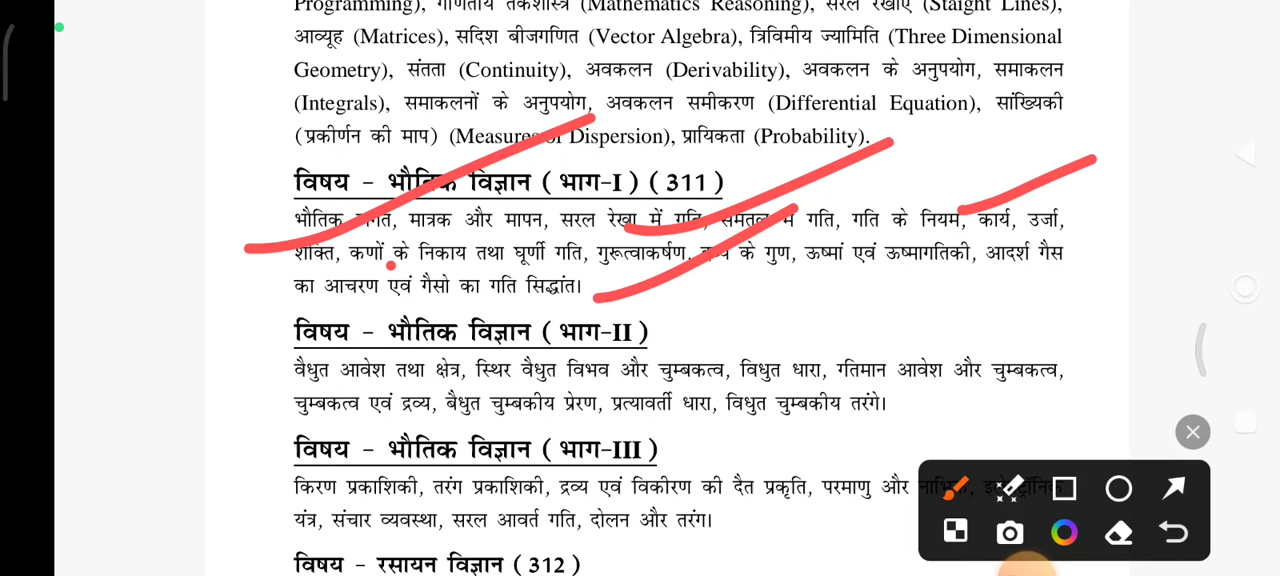 Programming), गणितीय तर्कशास्त्र (Mathematics Reasoning), सरल रेखाएँ (Staight Lines),
आव्यूह (Matrices), सदिश बीजगणित (Vector Algebra), त्रिविमीय ज्यामिति (Three Dimensional
Geometry), संतता (Continuity), अवकलन (Derivability), अवकलन के अनुपयोग, समाकलन
(Integrals), समाकलनों के अनुपयोग, अवकलन समीकरण (Differential Equation), सांख्यिकी
(प्रकीर्णन की माप) (Measures of Dispersion), प्रायिकता (Probability).
विषय - भौतिक विज्ञान ( भाग-I ) ( 311 )
भौतिक जगत, मात्रक और मापन, सरल रेखा में गति, समतल में गति, गति के नियम, कार्य, उर्जा,
शक्ति, कणों के निकाय तथा घूर्णी गति, गुरूत्वाकर्षण, द्रव्य के गुण, ऊष्मां एवं ऊष्मागतिकी, आदर्श गैस
का आचरण एवं गैसो का गति सिद्धांत।
विषय - भौतिक विज्ञान ( भाग-II )
वैधुत आवेश तथा क्षेत्र, स्थिर वैधुत विभव और चुम्बकत्व, विधुत धारा, गतिमान आवेश और चुम्बकत्व,
चुम्बकत्व एवं द्रव्य, बैधुत चुम्बकीय प्रेरण, प्रत्यावर्ती धारा, विधुत चुम्बकीय तरंगे।
विषय - भौतिक विज्ञान ( भाग-III )
किरण प्रकाशिकी, तरंग प्रकाशिकी, द्रव्य एवं विकीरण की दैत प्रकृति, परमाणु और नाभिक, इलेक्ट्रॉनिक
यंत्र, संचार व्यवस्था, सरल आवर्त गति, दोलन और तरंग।
विषय - रसायन विज्ञान ( 312 )